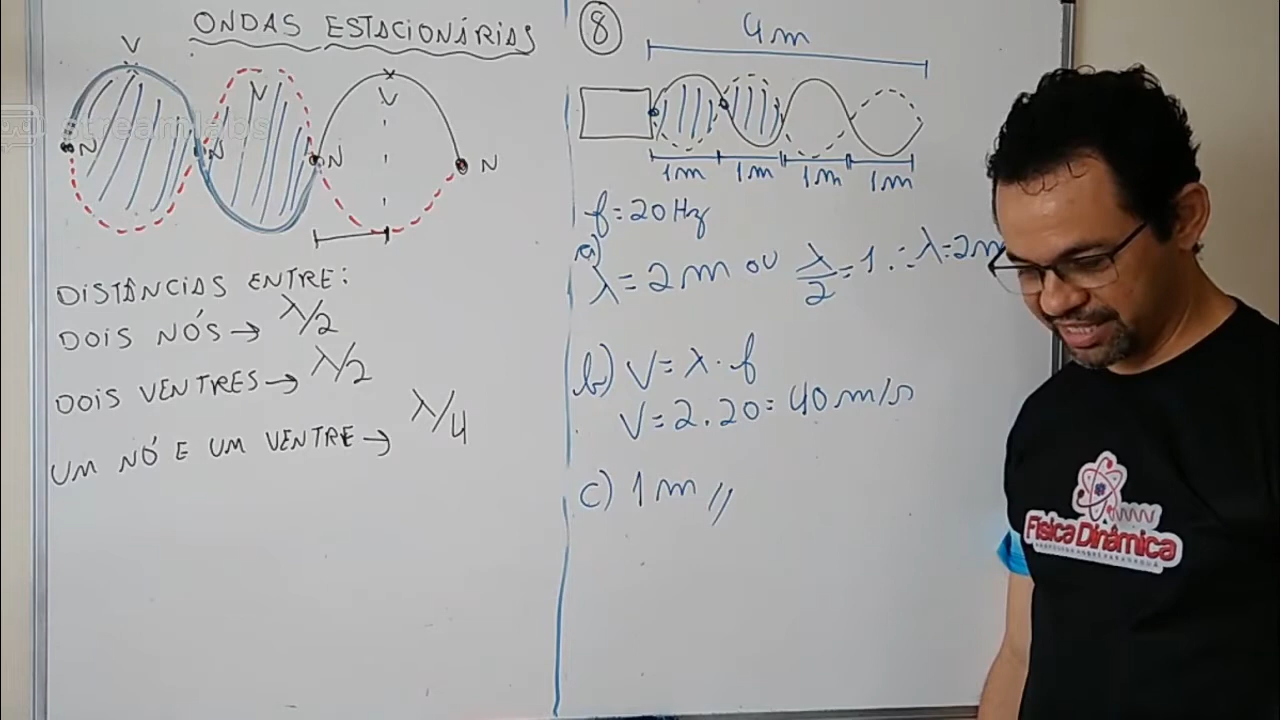 ONDAS ESTACIONÁRIAS
V
V
V
N
N
N
N
streamlabs
DISTÂNCIAS ENTRE:
DOIS NÓS → λ/2
DOIS VENTRES → λ/2
UM NÓ E UM VENTRE → λ/4
8
4m
1m 1m 1m 1m
f = 20 Hz
a)
λ = 2m ou λ/2 = 1 ∴ λ = 2m
b) V = λ . f
V = 2.20 = 40 m/s
c) 1m //
Física Dinâmica